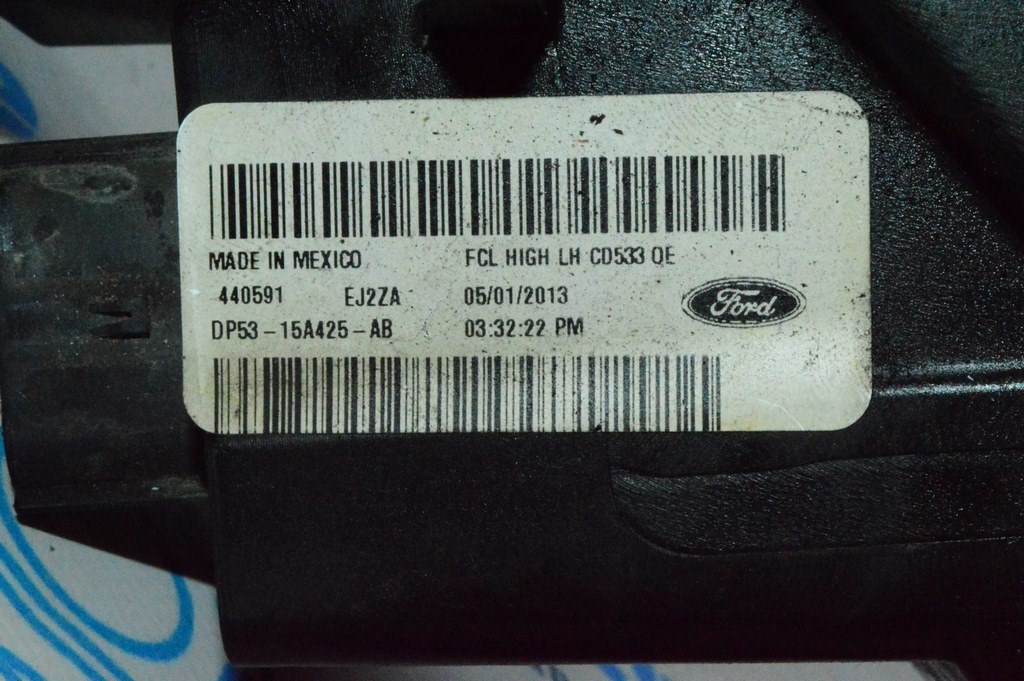 MADE IN MEXICO FCL HIGH LH CD533 QE
440591 EJ2ZA 05/01/2013
Ford
DP53-15A425-AB 03:32:22 PM